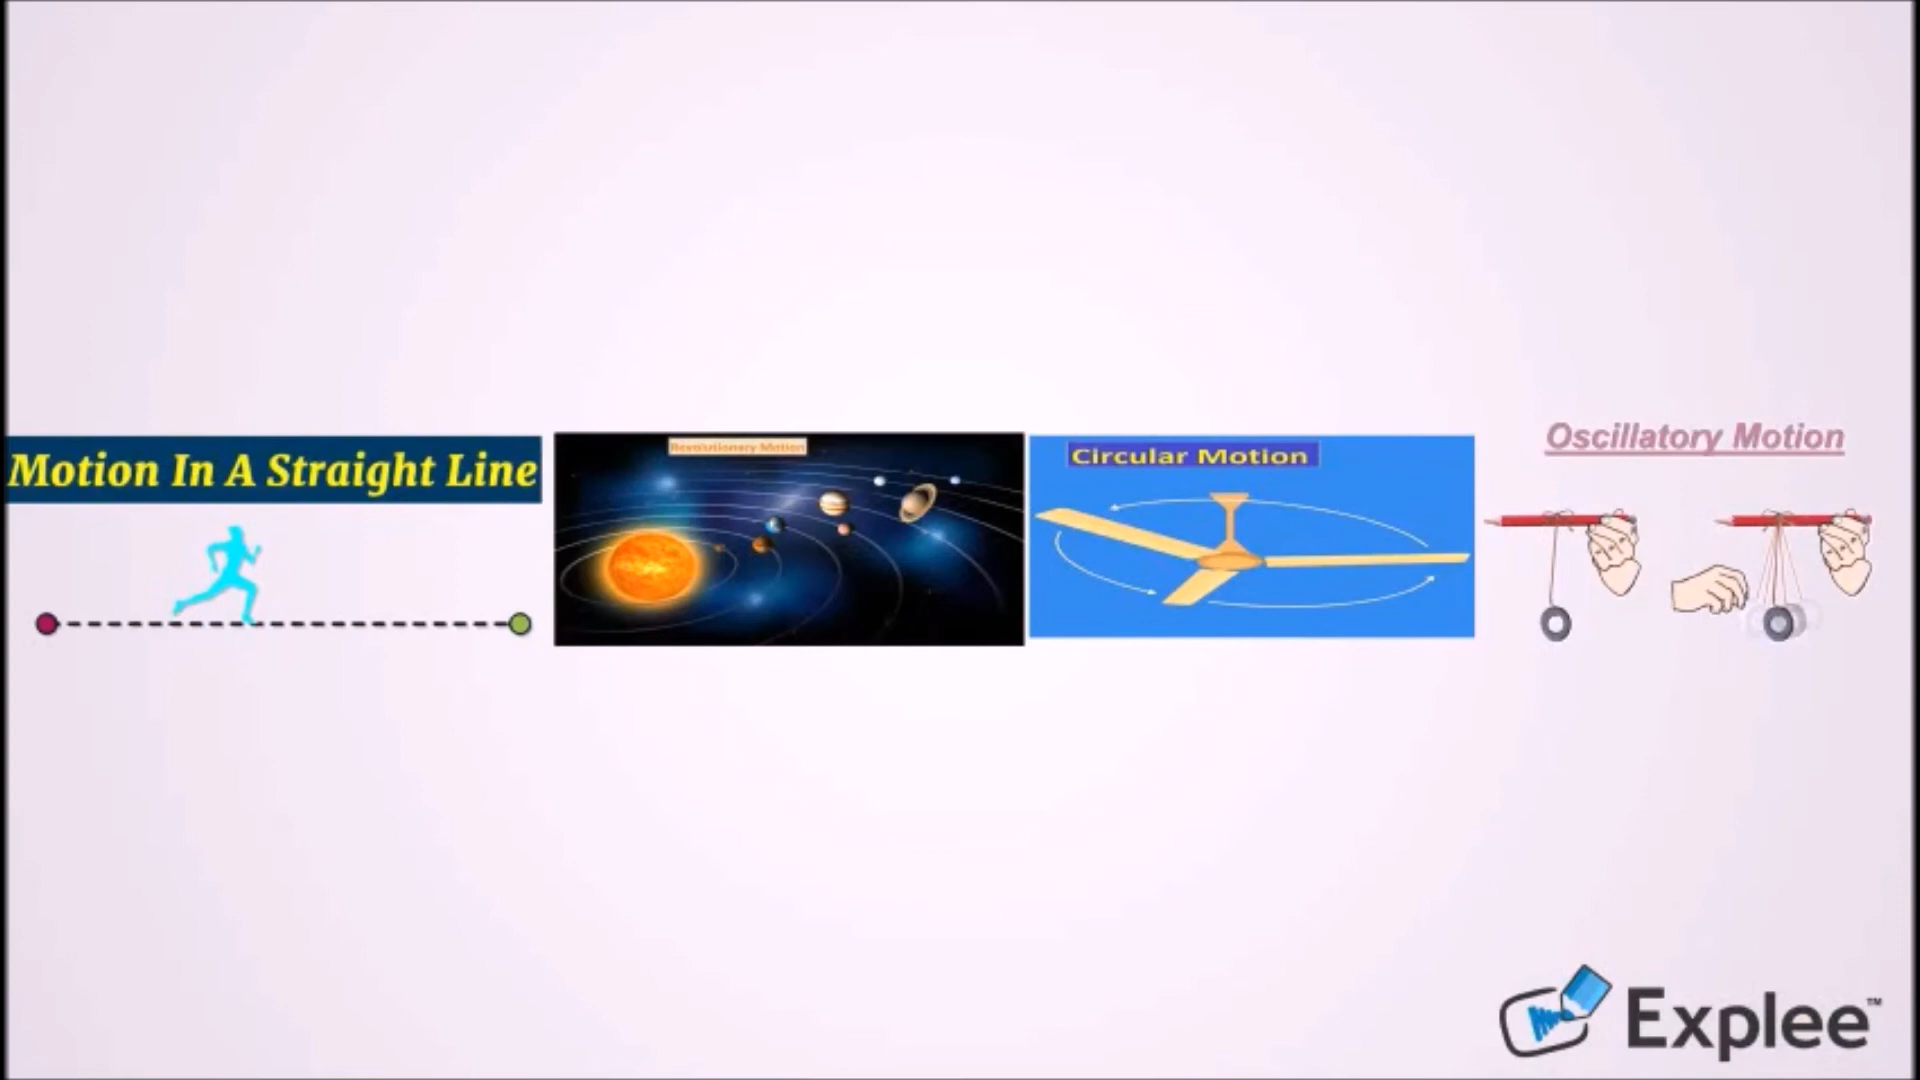 Motion In A Straight Line
Revolutionary Motion
Circular Motion
Oscillatory Motion
Explee™